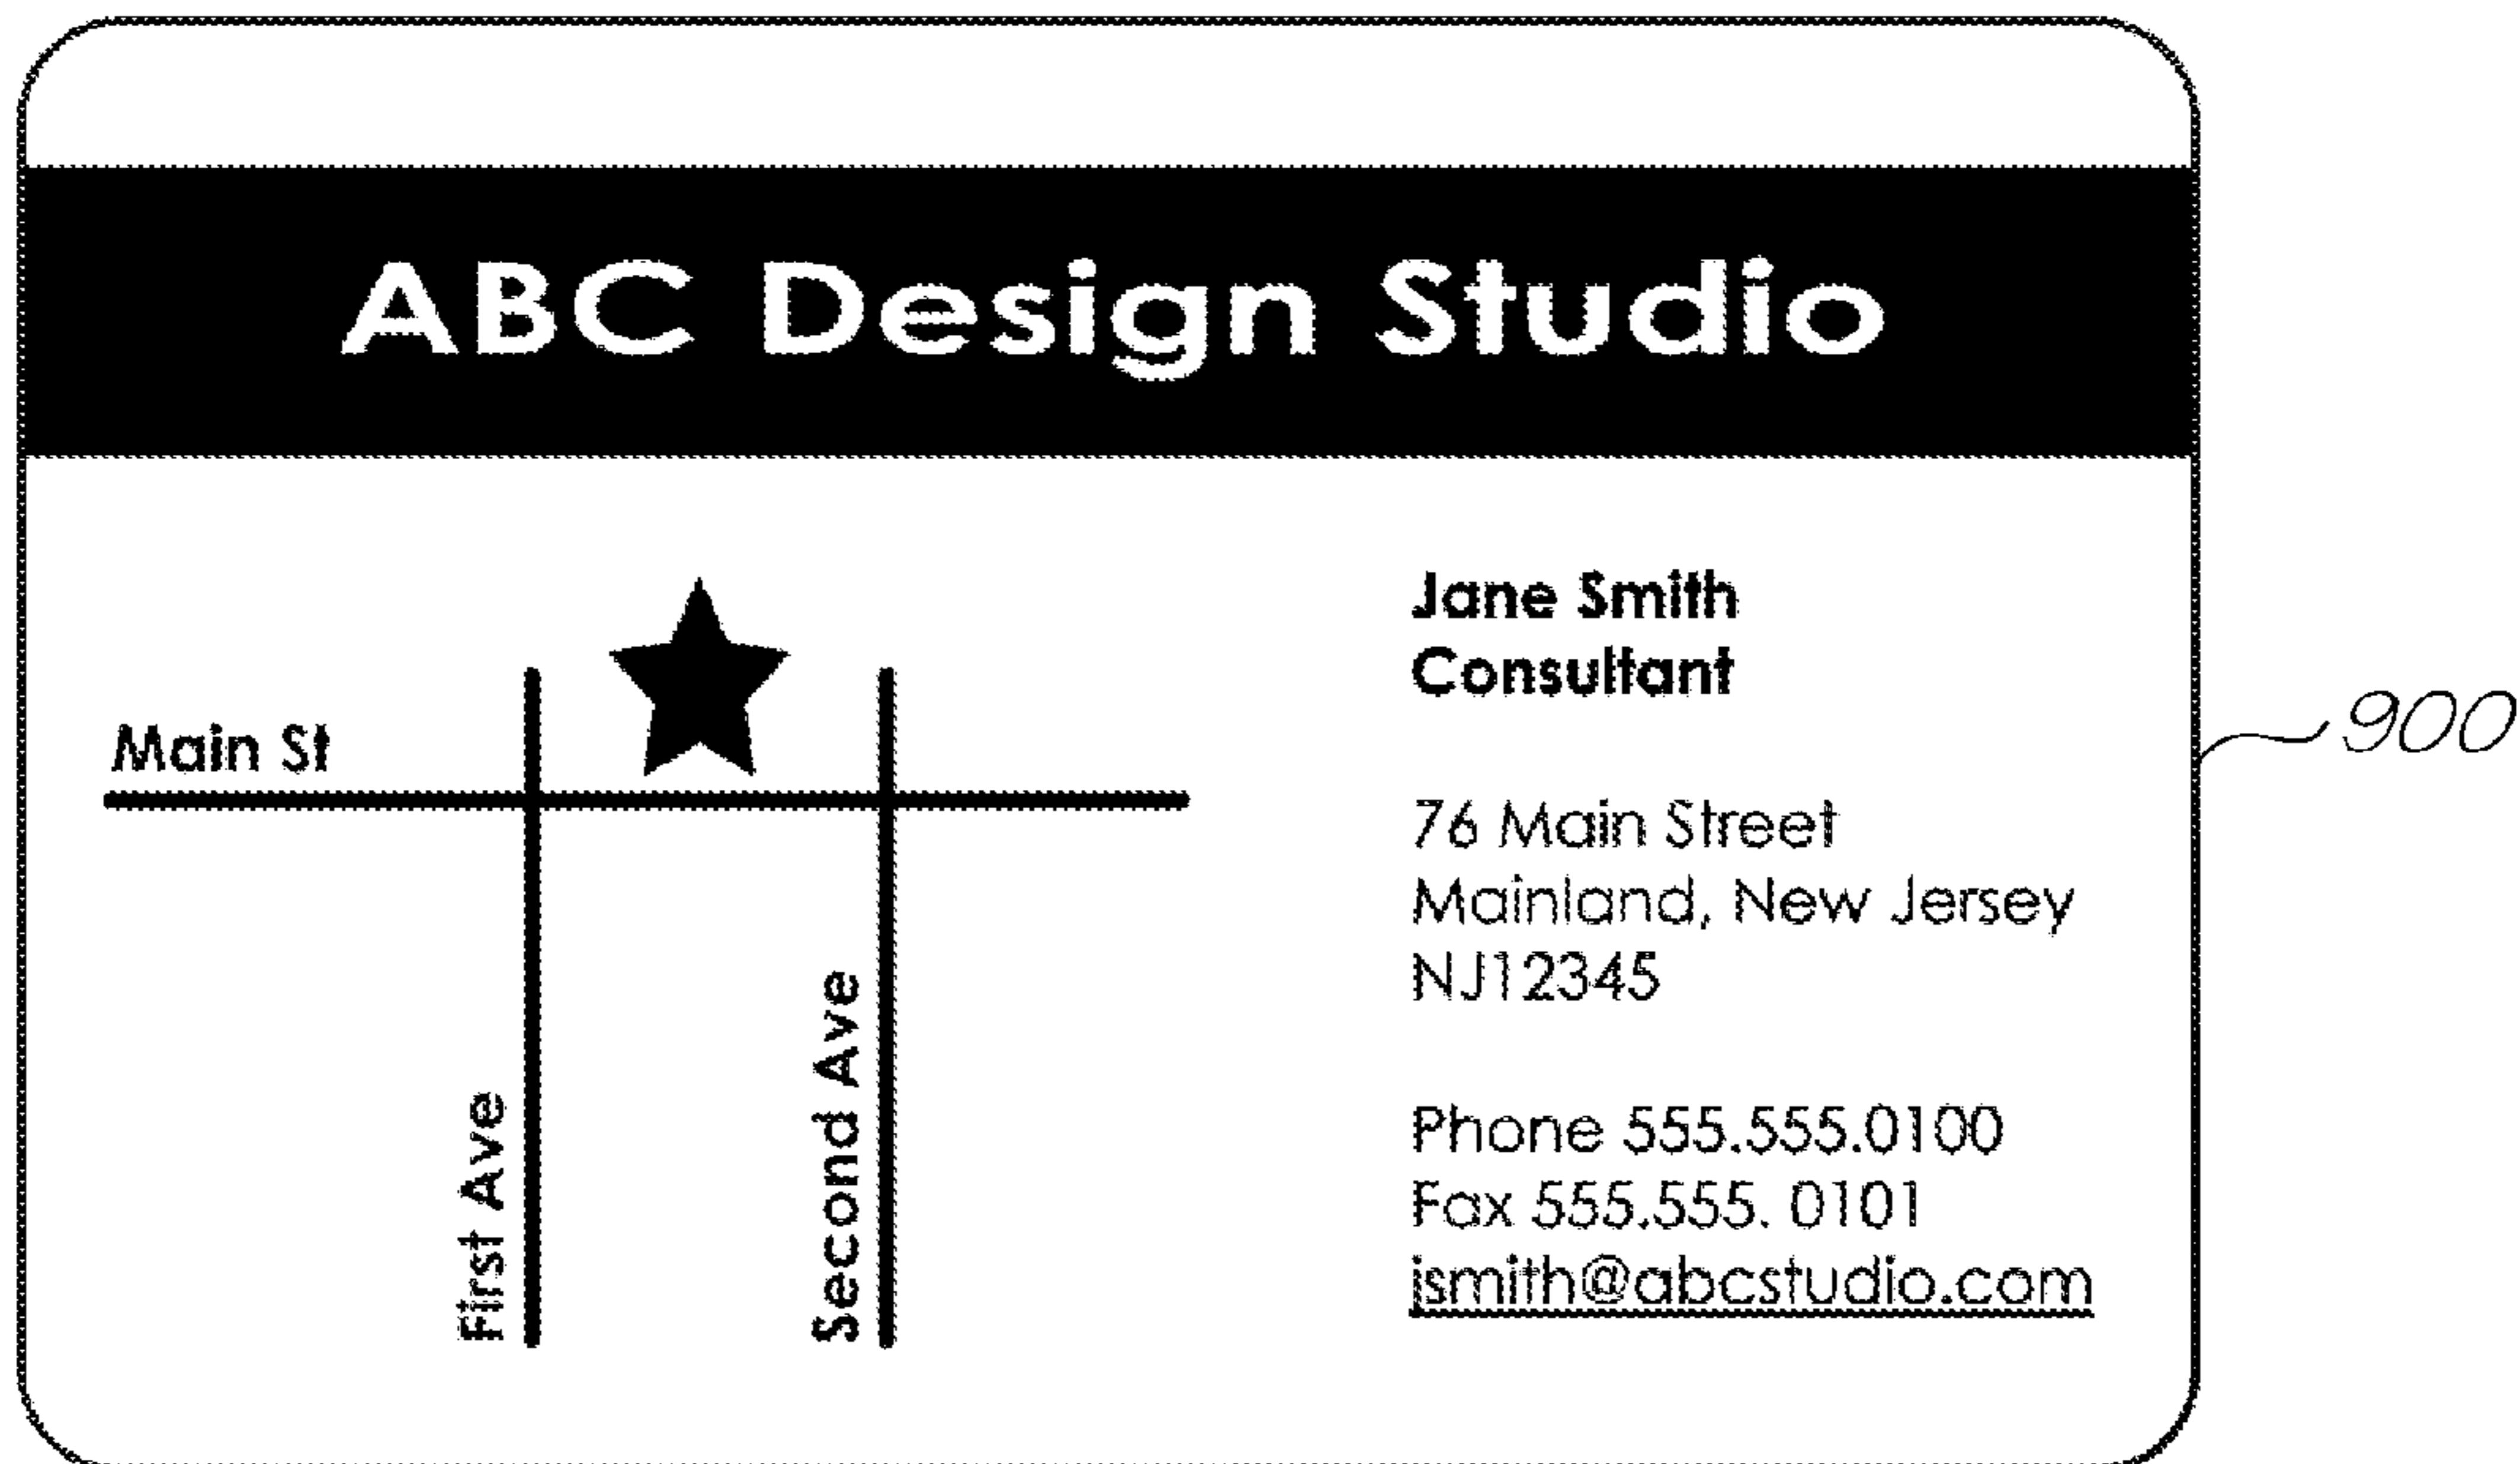 ABC Design Studio
Main St
First Ave
Second Ave
Jane Smith
Consultant
76 Main Street
Mainland, New Jersey
NJ12345
Phone 555.555.0100
Fax 555.555. 0101
jsmith@abcstudio.com
900